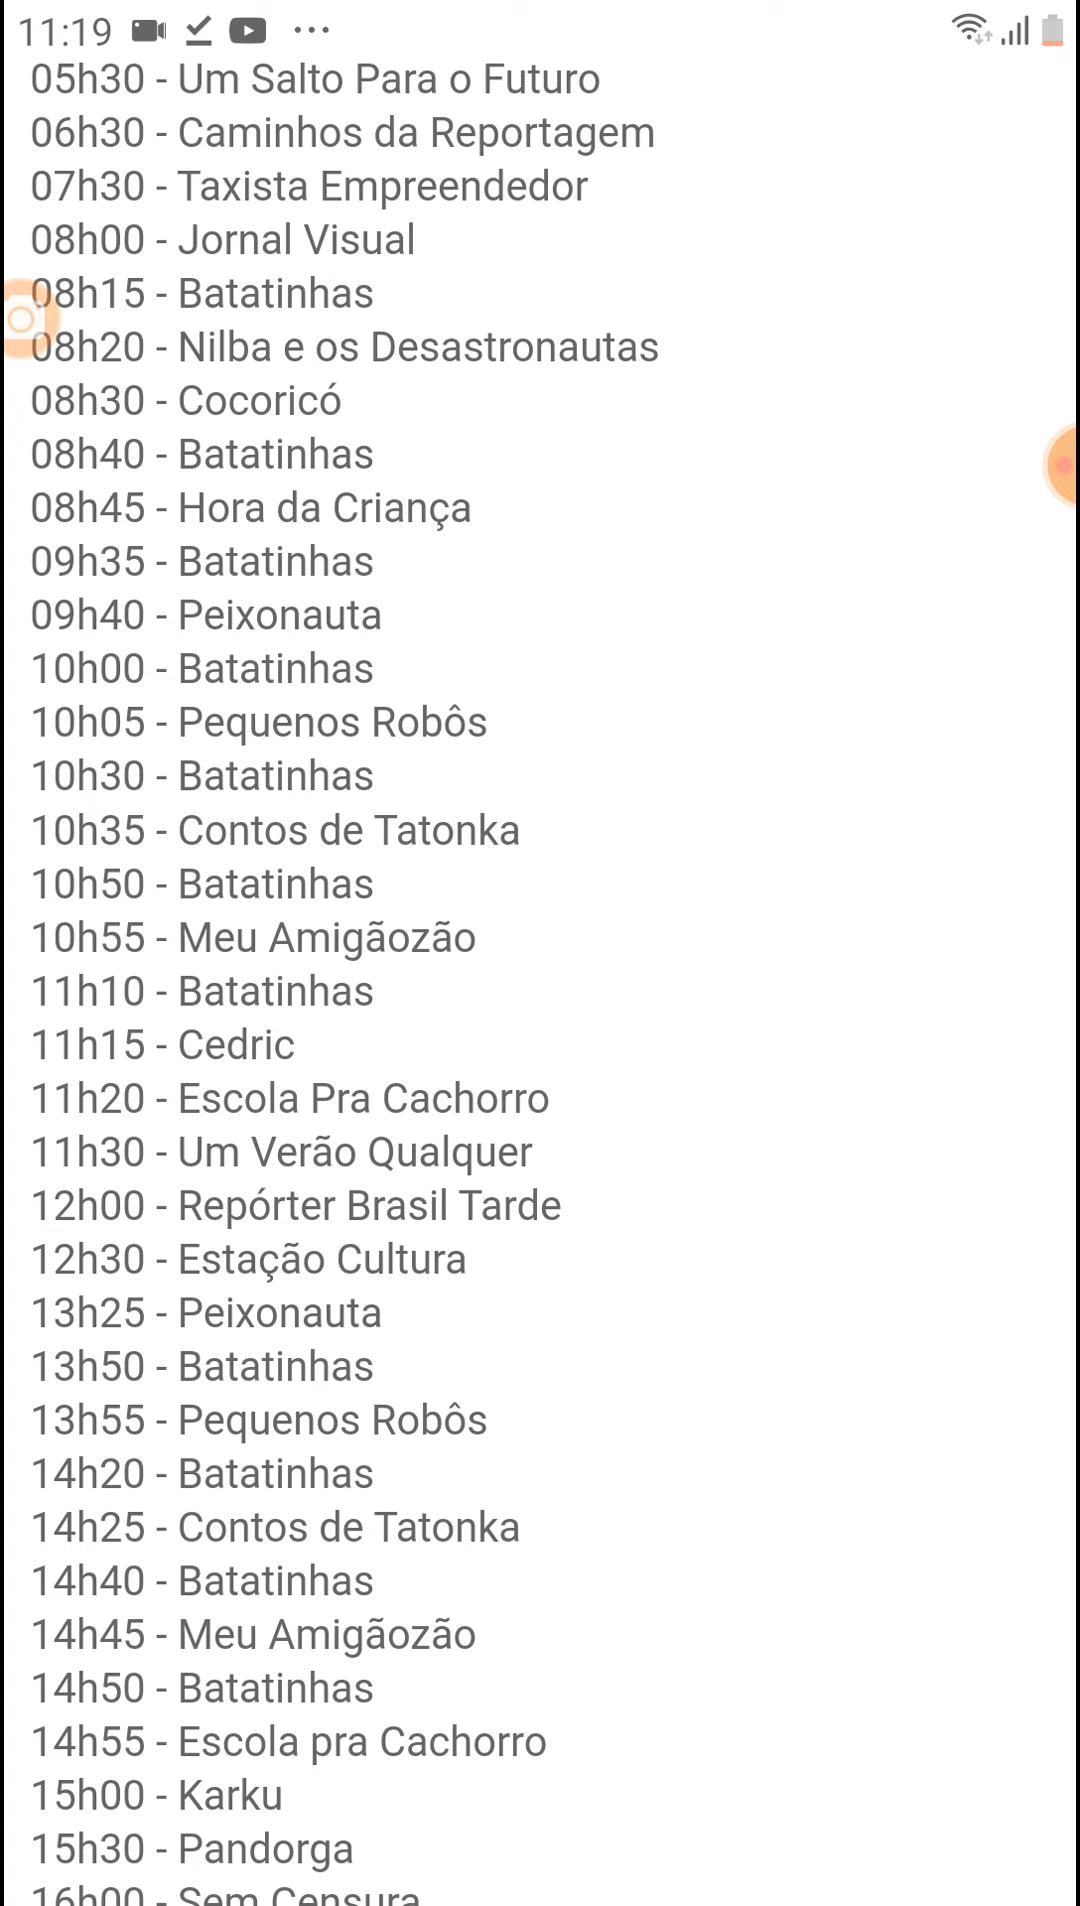 11:19
05h30 - Um Salto Para o Futuro
06h30 - Caminhos da Reportagem
07h30 - Taxista Empreendedor
08h00 - Jornal Visual
08h15 - Batatinhas
08h20 - Nilba e os Desastronautas
08h30 - Cocoricó
08h40 - Batatinhas
08h45 - Hora da Criança
09h35 - Batatinhas
09h40 - Peixonauta
10h00 - Batatinhas
10h05 - Pequenos Robôs
10h30 - Batatinhas
10h35 - Contos de Tatonka
10h50 - Batatinhas
10h55 - Meu Amigãozão
11h10 - Batatinhas
11h15 - Cedric
11h20 - Escola Pra Cachorro
11h30 - Um Verão Qualquer
12h00 - Repórter Brasil Tarde
12h30 - Estação Cultura
13h25 - Peixonauta
13h50 - Batatinhas
13h55 - Pequenos Robôs
14h20 - Batatinhas
14h25 - Contos de Tatonka
14h40 - Batatinhas
14h45 - Meu Amigãozão
14h50 - Batatinhas
14h55 - Escola pra Cachorro
15h00 - Karku
15h30 - Pandorga
16h00 - Sem Censura